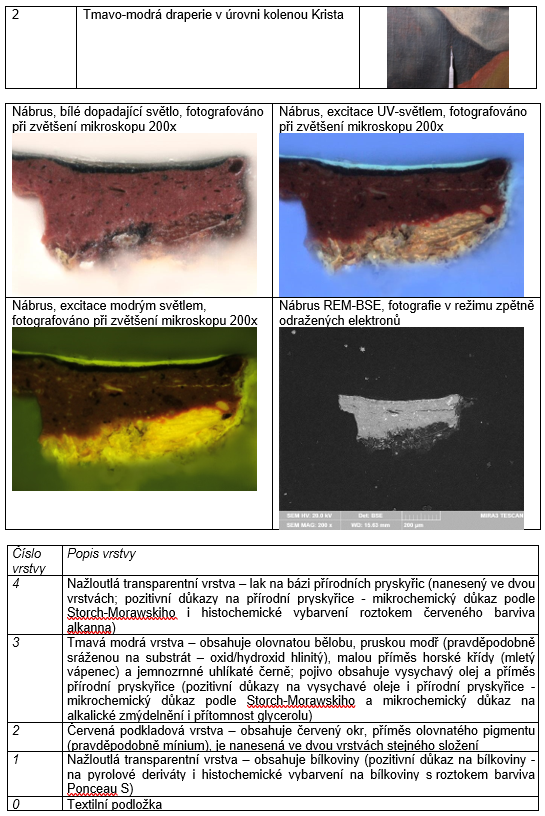 2 Tmavo-modrá draperie v úrovni kolenou Krista
Nábrus, bílé dopadající světlo, fotografováno
při zvětšení mikroskopu 200x
Nábrus, excitace UV-světlem, fotografováno
při zvětšení mikroskopu 200x
Nábrus, excitace modrým světlem,
fotografováno při zvětšení mikroskopu 200x
Nábrus REM-BSE, fotografie v režimu zpětně
odražených elektronů
SEM HV: 20.0 kV Det: BSE MIRA3 TESCAN
SEM MAG: 200 x WD: 15.03 mm 200 µm
Číslo
vrstvy
Popis vrstvy
4 Nažloutlá transparentní vrstva – lak na bázi přírodních pryskyřic (nanesený ve dvou
vrstvách; pozitivní důkazy na přírodní pryskyřice - mikrochemický důkaz podle
Storch-Morawskiho i histochemické vybarvení roztokem červeného barviva
alkanna)
3 Tmavá modrá vrstva – obsahuje olovnatou bělobu, pruskou modř (pravděpodobně
sráženou na substrát – oxid/hydroxid hlinitý), malou příměs horské křídy (mletý
vápenec) a jemnozrnné uhlíkaté černě; pojivo obsahuje vysychavý olej a příměs
přírodní pryskyřice (pozitivní důkazy na vysychavé oleje i přírodní pryskyřice -
mikrochemický důkaz podle Storch-Morawskiho a mikrochemický důkaz na
alkalické zmýdelnění i přítomnost glycerolu)
2 Červená podkladová vrstva – obsahuje červený okr, příměs olovnatého pigmentu
(pravděpodobně mínium), je nanesená ve dvou vrstvách stejného složení
1 Nažloutlá transparentní vrstva - obsahuje bílkoviny (pozitivní důkaz na bílkoviny -
na pyrolové deriváty i histochemické vybarvení na bílkoviny s roztokem barviva
Ponceau S)
0 Textilní podložka